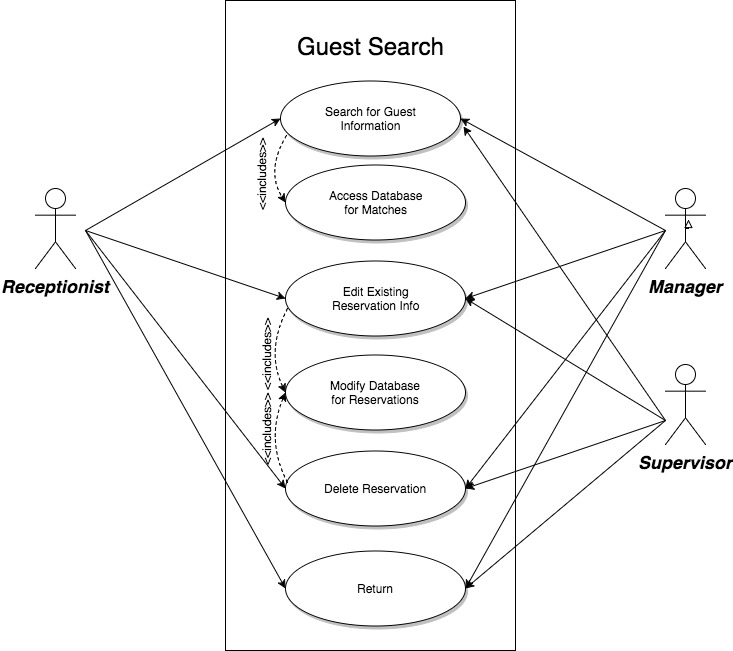 Guest Search
Search for Guest
Information
<<includes>>
Access Database
for Matches
Receptionist
Manager
Edit Existing
Reservation Info
<<includes>>
Modify Database
for Reservations
<<includes>>
Supervisor
Delete Reservation
Return